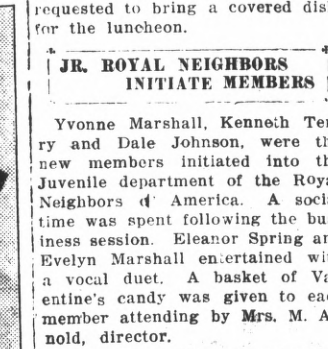 requested to bring a covered dis
for the luncheon.
JR. ROYAL NEIGHBORS
INITIATE MEMBERS
Yvonne Marshall, Kenneth Ter
ry and Dale Johnson, were th
new members initiated into th
Juvenile department of the Roya
Neighbors of America. A socia
time was spent following the bus
iness session. Eleanor Spring an
Evelyn Marshall entertained wit
a vocal duet. A basket of Va
entine's candy was given to eac
member attending by Mrs. M. A
nold, director.